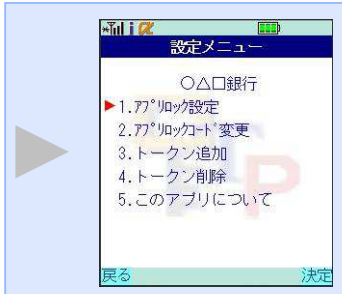 設定メニュー
○△□銀行
1.ｱﾌﾟﾘﾛｯｸ設定
2.ｱﾌﾟﾘﾛｯｸｺｰﾄﾞ変更
3.トークン追加
4.トークン削除
5.このアプリについて
戻る 決定